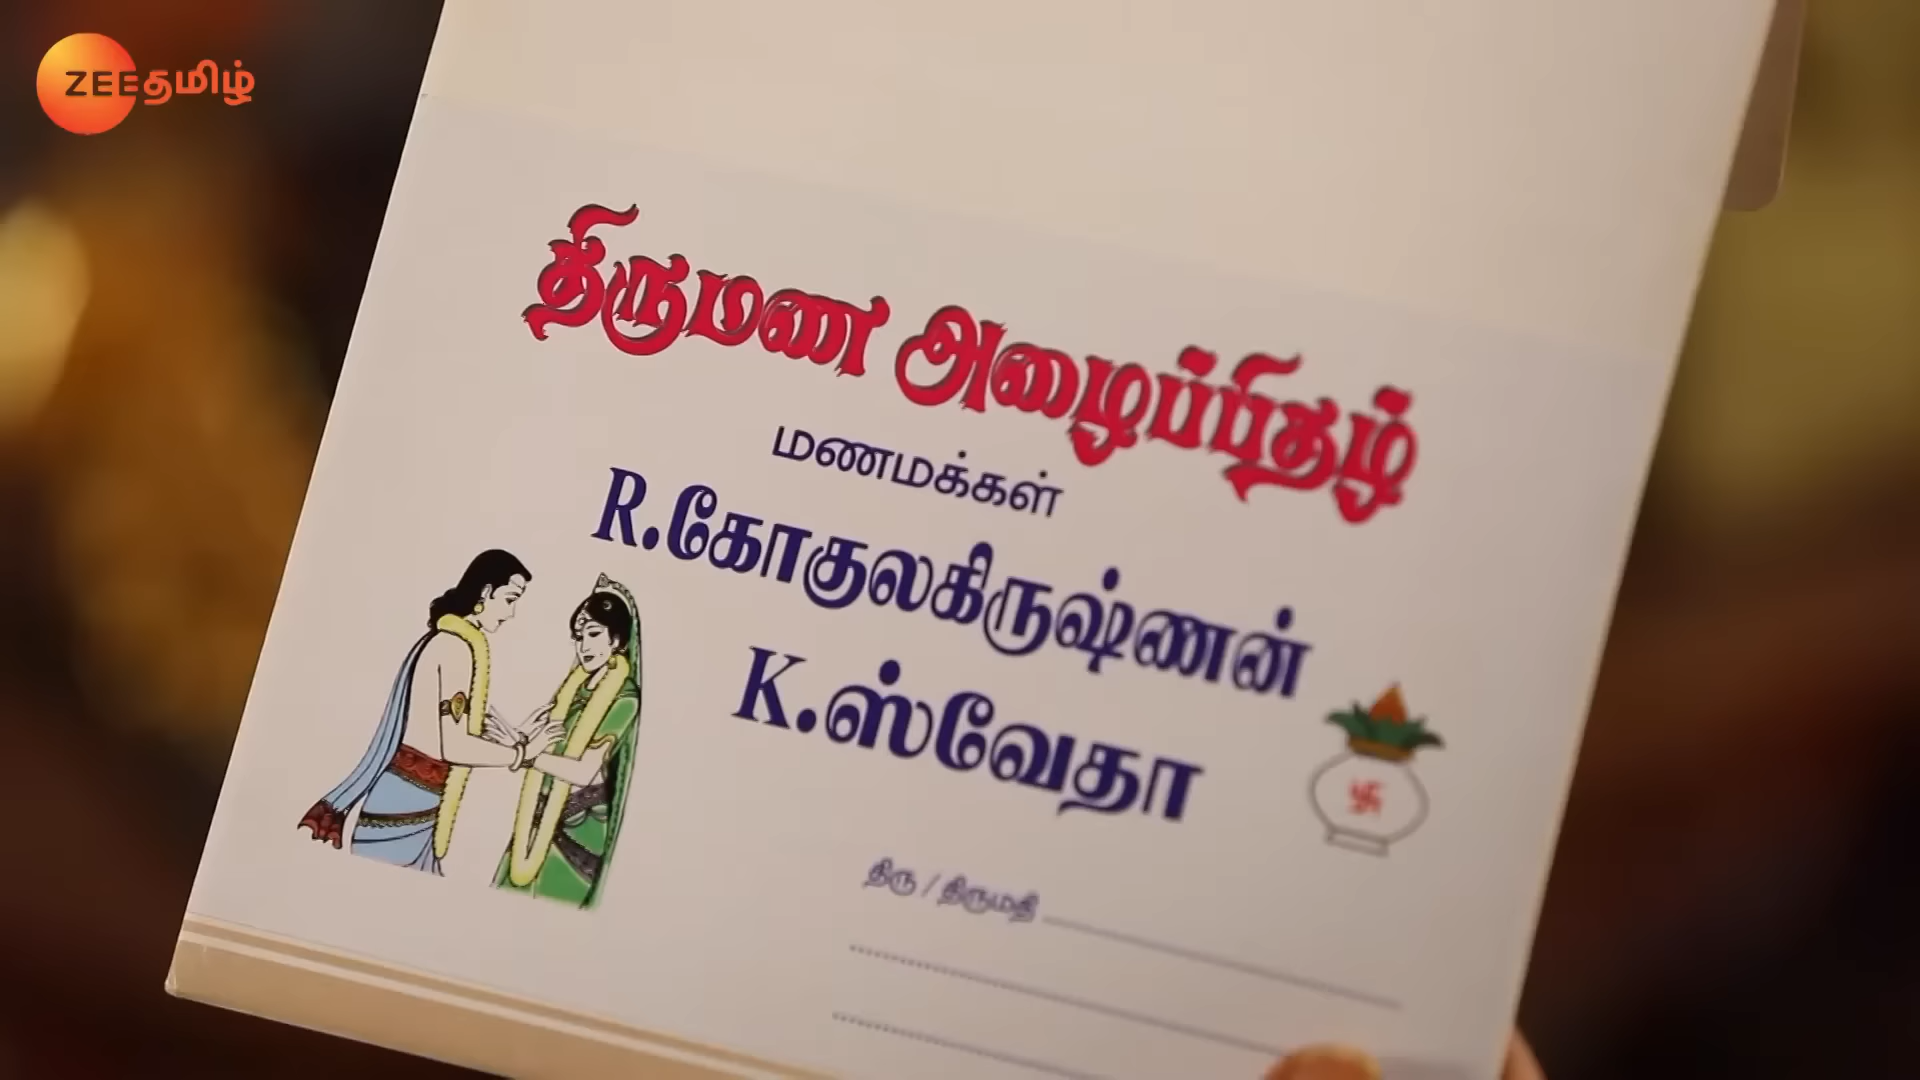 ZEEதமிழ்
திருமண அழைப்பிதழ்
மணமக்கள்
R.கோகுலகிருஷ்ணன்
K.ஸ்வேதா
திரு / திருமதி